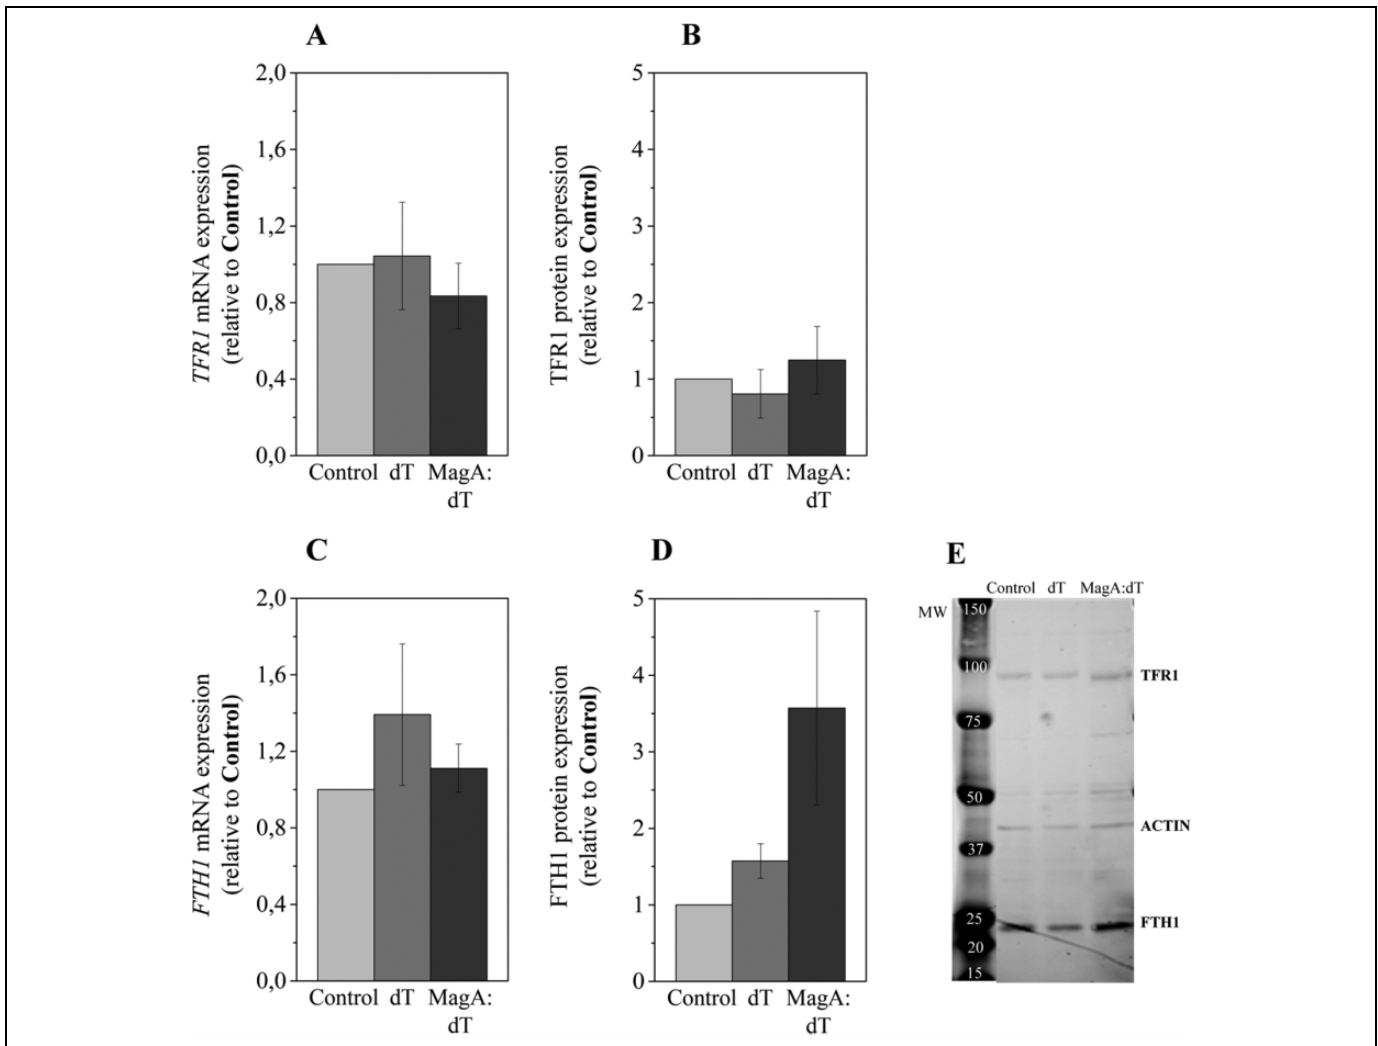 A
2,0
1,6
1,2
0,8
0,4
0,0
TFR1 mRNA expression
(relative to Control)
Control dT MagA:
dT
B
5
4
3
2
1
0
TFR1 protein expression
(relative to Control)
Control dT MagA:
dT
C
2,0
1,6
1,2
0,8
0,4
0,0
FTH1 mRNA expression
(relative to Control)
Control dT MagA:
dT
D
5
4
3
2
1
0
FTH1 protein expression
(relative to Control)
Control dT MagA:
dT
E
Control dT MagA:dT
MW
150
100
TFR1
75
50
ACTIN
37
25
FTH1
20
15